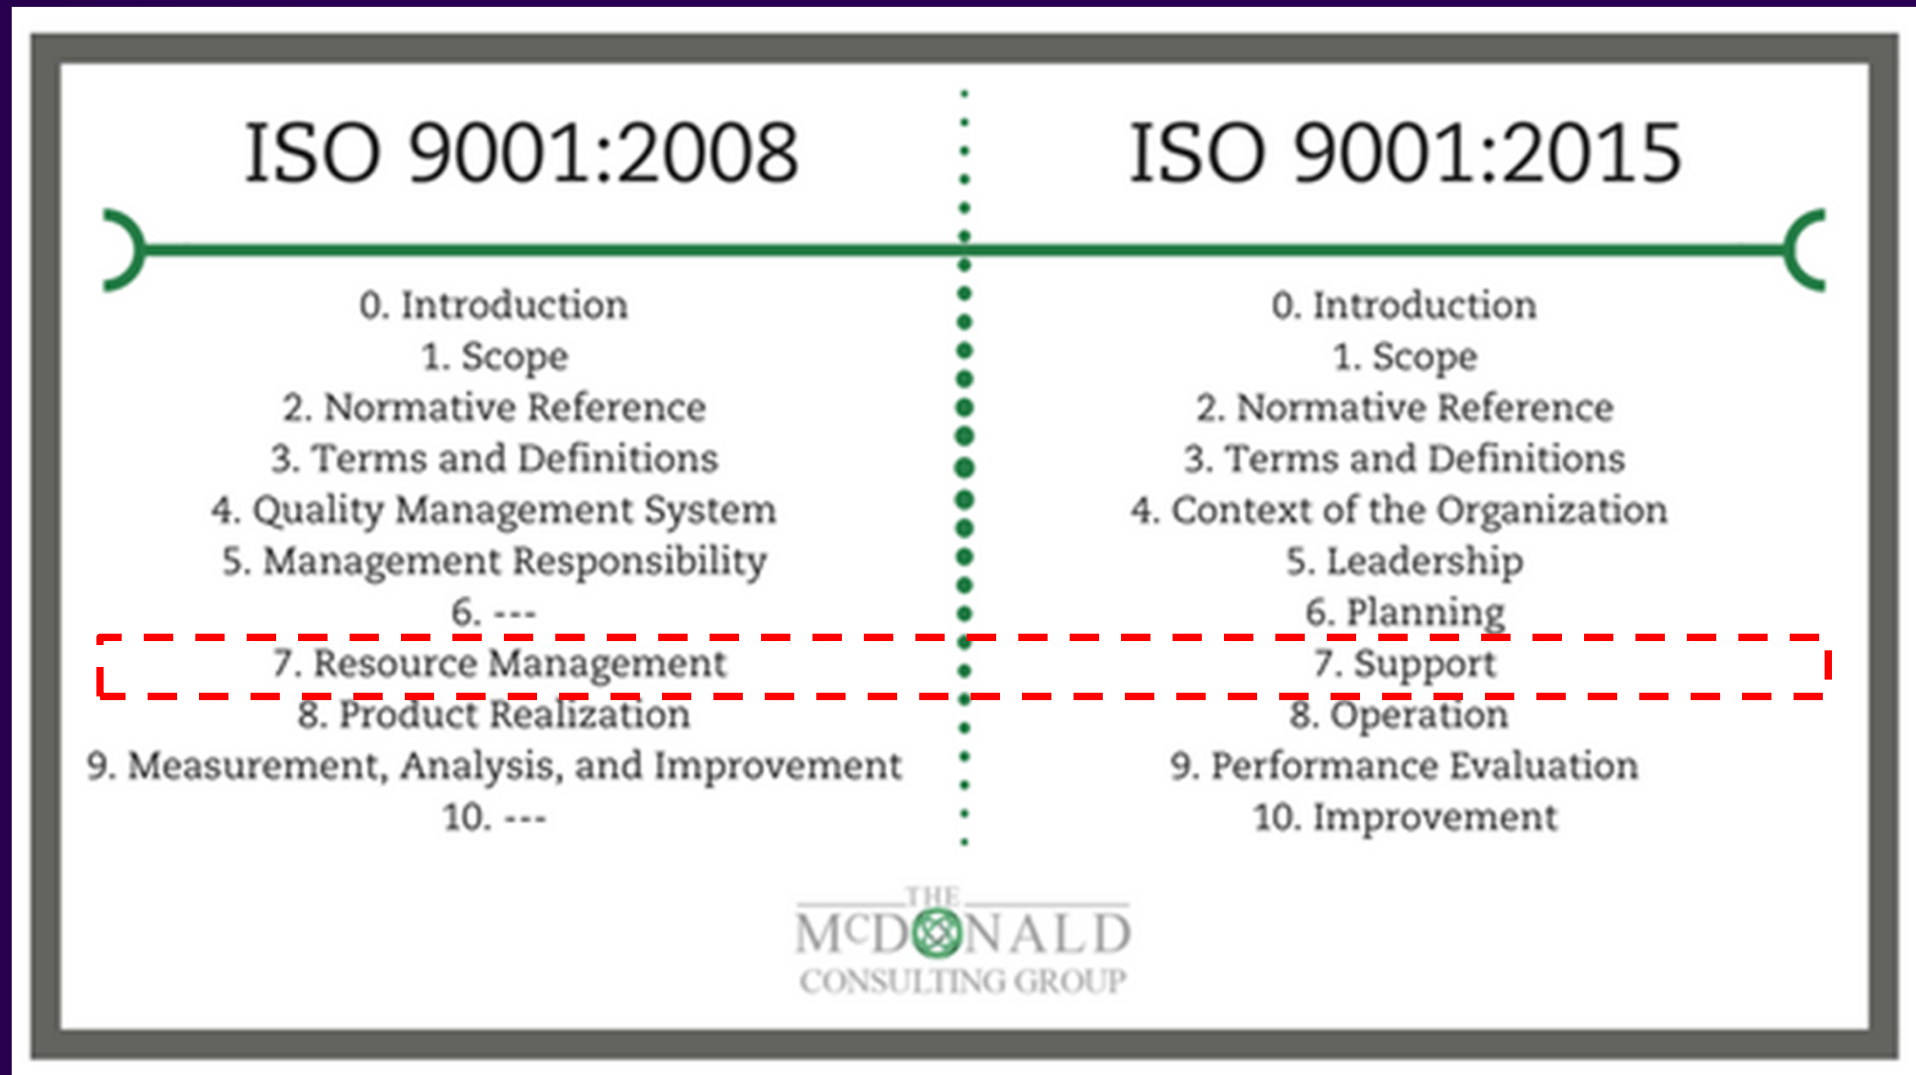 ISO 9001:2008
0. Introduction
1. Scope
2. Normative Reference
3. Terms and Definitions
4. Quality Management System
5. Management Responsibility
6. ---
7. Resource Management
8. Product Realization
9. Measurement, Analysis, and Improvement
10. ---
ISO 9001:2015
0. Introduction
1. Scope
2. Normative Reference
3. Terms and Definitions
4. Context of the Organization
5. Leadership
6. Planning
7. Support
8. Operation
9. Performance Evaluation
10. Improvement
THE
McDONALD
CONSULTING GROUP